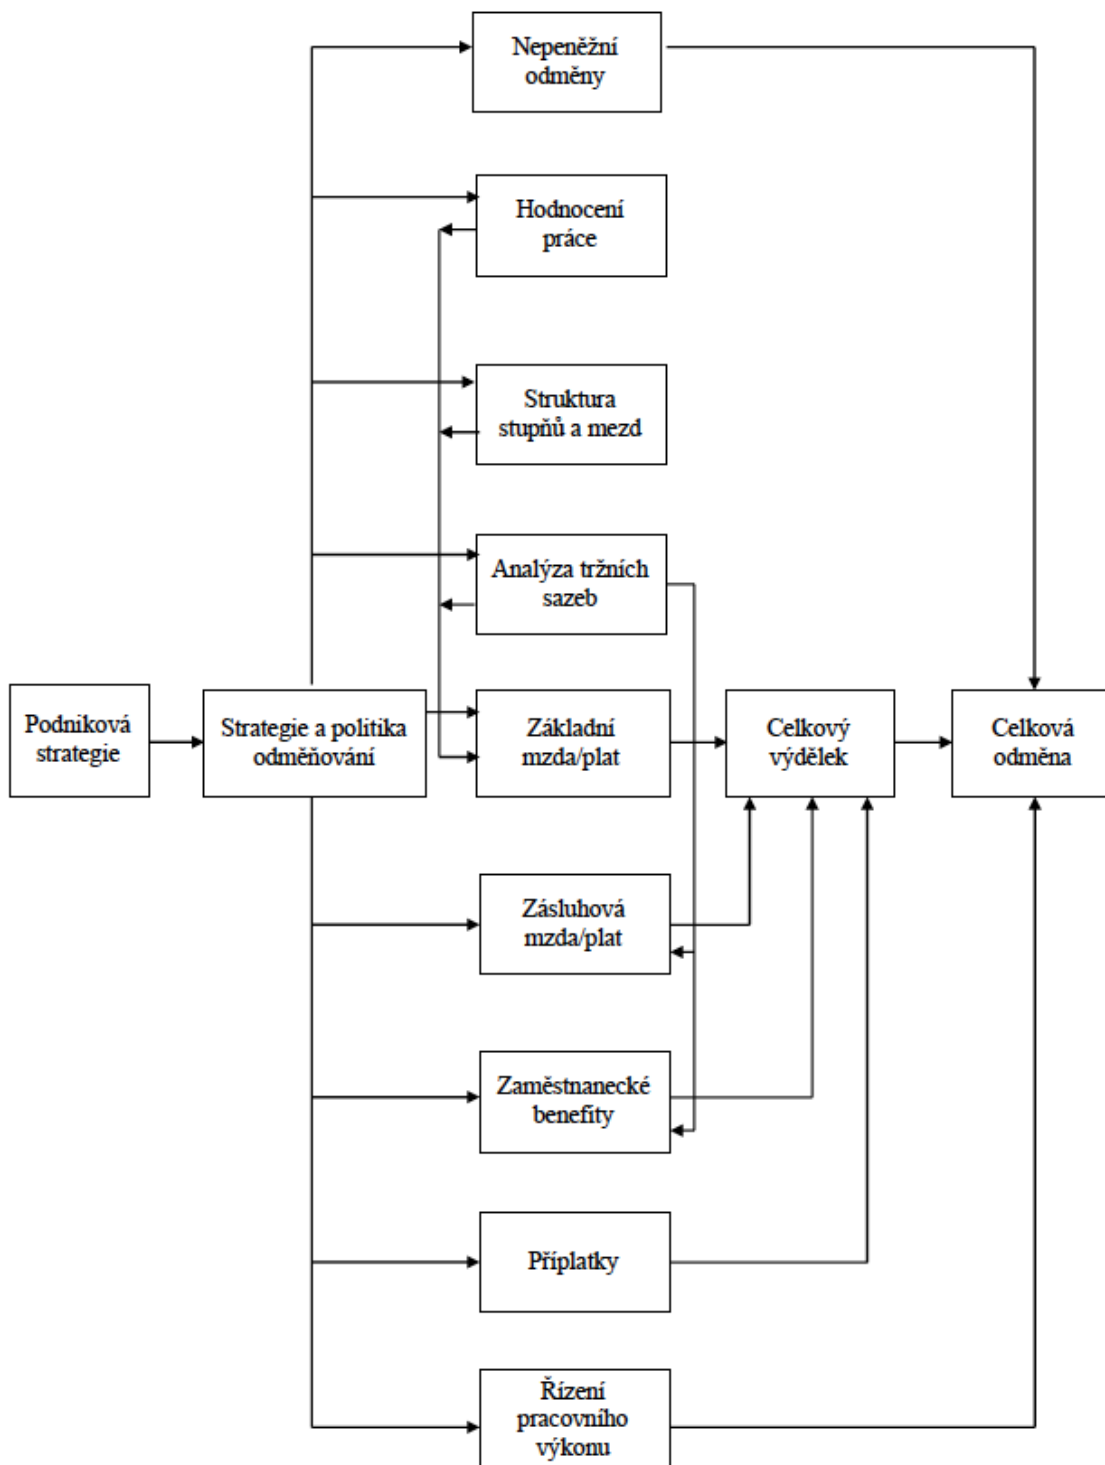 Nepeněžní
odměny
Hodnocení
práce
Struktura
stupňů a mezd
Analýza tržních
sazeb
Podniková
strategie
Strategie a politika
odměňování
Základní
mzda/plat
Celkový
výdělek
Celková
odměna
Zásluhová
mzda/plat
Zaměstnanecké
benefity
Příplatky
Řízení
pracovního
výkonu